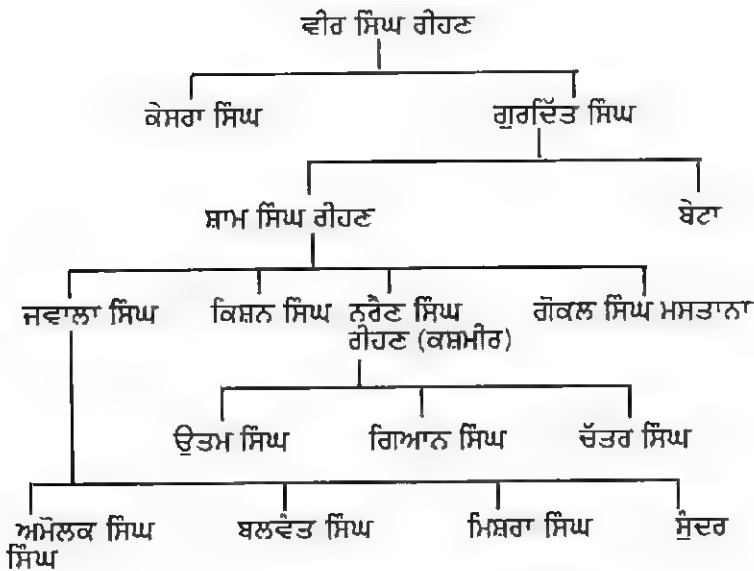 ਵੀਰ ਸਿੰਘ ਰੀਹਣ
ਕੇਸਰਾ ਸਿੰਘ ਗੁਰਦਿੱਤ ਸਿੰਘ
ਸ਼ਾਮ ਸਿੰਘ ਰੀਹਣ ਬੇਟਾ
ਜਵਾਲਾ ਸਿੰਘ ਕਿਸ਼ਨ ਸਿੰਘ ਨਰੈਣ ਸਿੰਘ ਗੋਕਲ ਸਿੰਘ ਮਸਤਾਨਾ
ਰੀਹਣ (ਕਸ਼ਮੀਰ)
ਉਤਮ ਸਿੰਘ ਗਿਆਨ ਸਿੰਘ ਚੱਤਰ ਸਿੰਘ
ਅਮੋਲਕ ਸਿੰਘ ਬਲਵੰਤ ਸਿੰਘ ਮਿਸ਼ਰਾ ਸਿੰਘ ਸੁੰਦਰ
ਸਿੰਘ